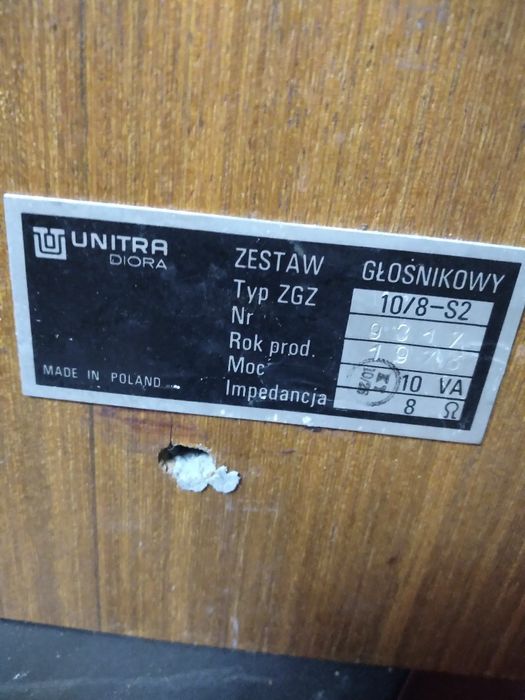 UNITRA
DIORA
ZESTAW GŁOŚNIKOWY
Typ ZGZ 10/8-S2
Nr
Rok prod.
Moc 10 VA
Impedancja 8 Ω
MADE IN POLAND